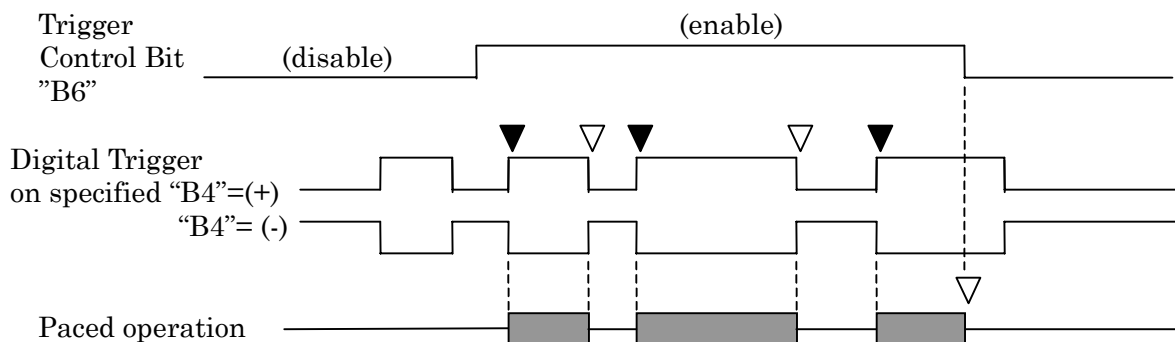 Trigger
Control Bit
”B6”
(disable)
(enable)
Digital Trigger
on specified “B4”=(+)
“B4”= (-)
Paced operation